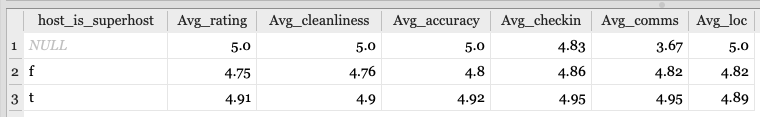 host_is_superhost Avg_rating Avg_cleanliness Avg_accuracy Avg_checkin Avg_comms Avg_loc
1 NULL 5.0 5.0 5.0 4.83 3.67 5.0
2 f 4.75 4.76 4.8 4.86 4.82 4.82
3 t 4.91 4.9 4.92 4.95 4.95 4.89